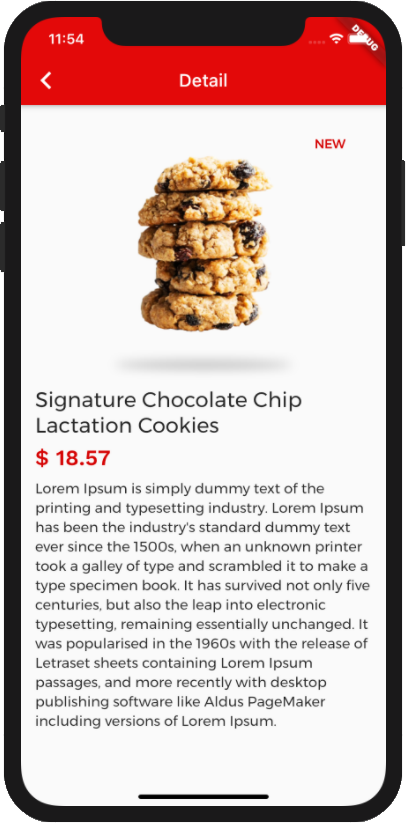 11:54
DEBUG
Detail
NEW
Signature Chocolate Chip
Lactation Cookies
$ 18.57
Lorem Ipsum is simply dummy text of the
printing and typesetting industry. Lorem Ipsum
has been the industry's standard dummy text
ever since the 1500s, when an unknown printer
took a galley of type and scrambled it to make a
type specimen book. It has survived not only five
centuries, but also the leap into electronic
typesetting, remaining essentially unchanged. It
was popularised in the 1960s with the release of
Letraset sheets containing Lorem Ipsum
passages, and more recently with desktop
publishing software like Aldus PageMaker
including versions of Lorem Ipsum.